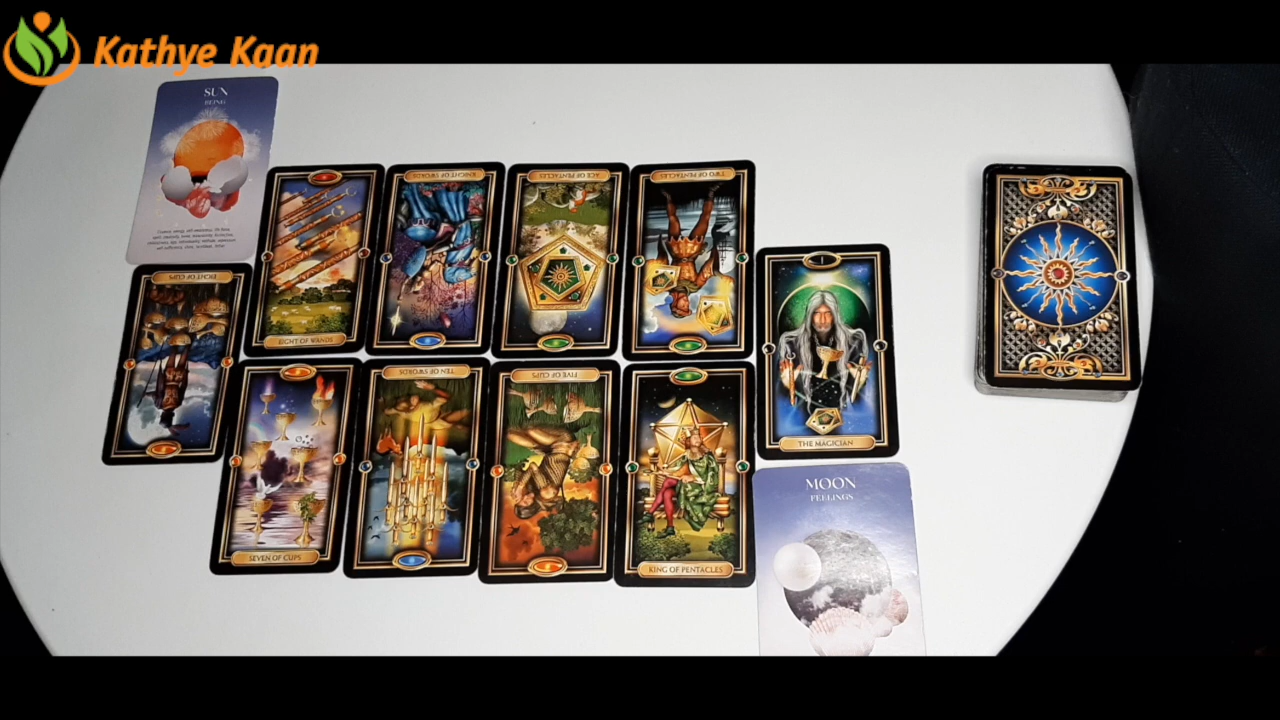 Kathye Kaan
SUN
BEING
EIGHT OF WANDS
KNIGHT OF SWORDS
ACE OF PENTACLES
TWO OF PENTACLES
EIGHT OF CUPS
I
THE MAGICIAN
SEVEN OF CUPS
TEN OF SWORDS
FIVE OF CUPS
KING OF PENTACLES
MOON
FEELINGS